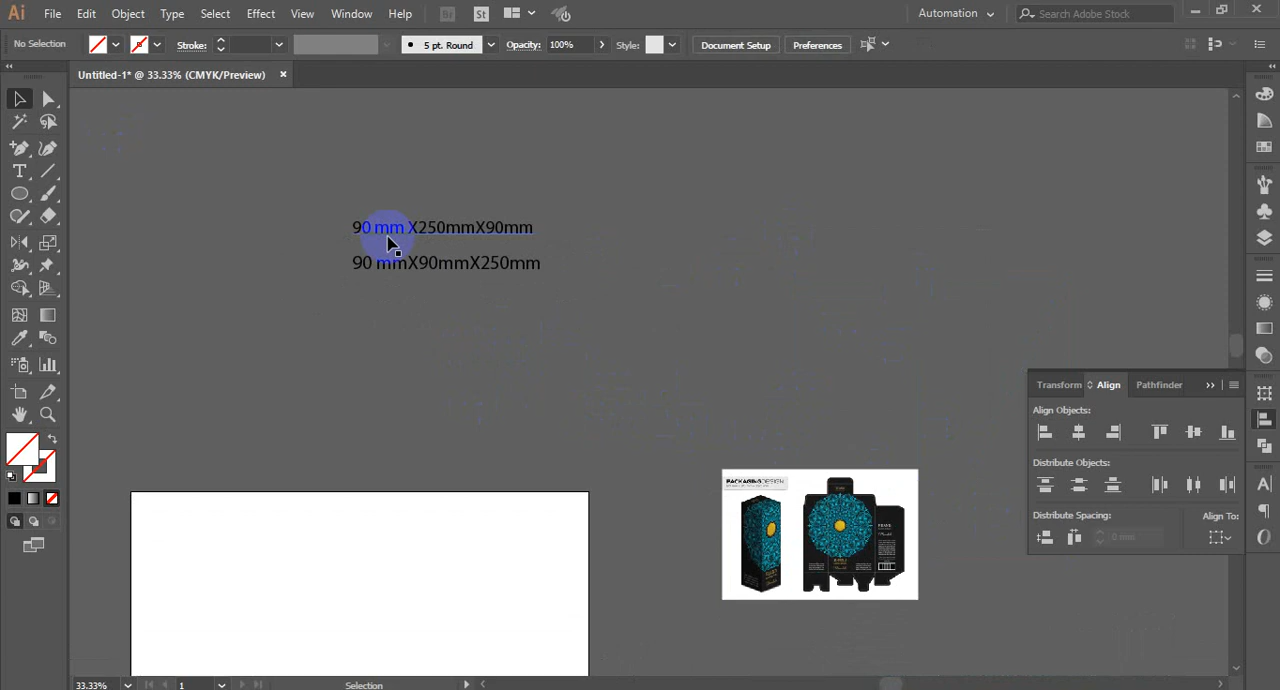 Ai File Edit Object Type Select Effect View Window Help Br St Automation Search Adobe Stock
No Selection Stroke: 5 pt. Round Opacity: 100% Style: Document Setup Preferences
Untitled-1* @ 33.33% (CMYK/Preview)
90 mm X250mmX90mm
90 mmX90mmX250mm
Transform Align Pathfinder
Align Objects:
Distribute Objects:
Distribute Spacing: Align To:
0 mm
PACKAGINGDESIGN
33.33% 1 Selection